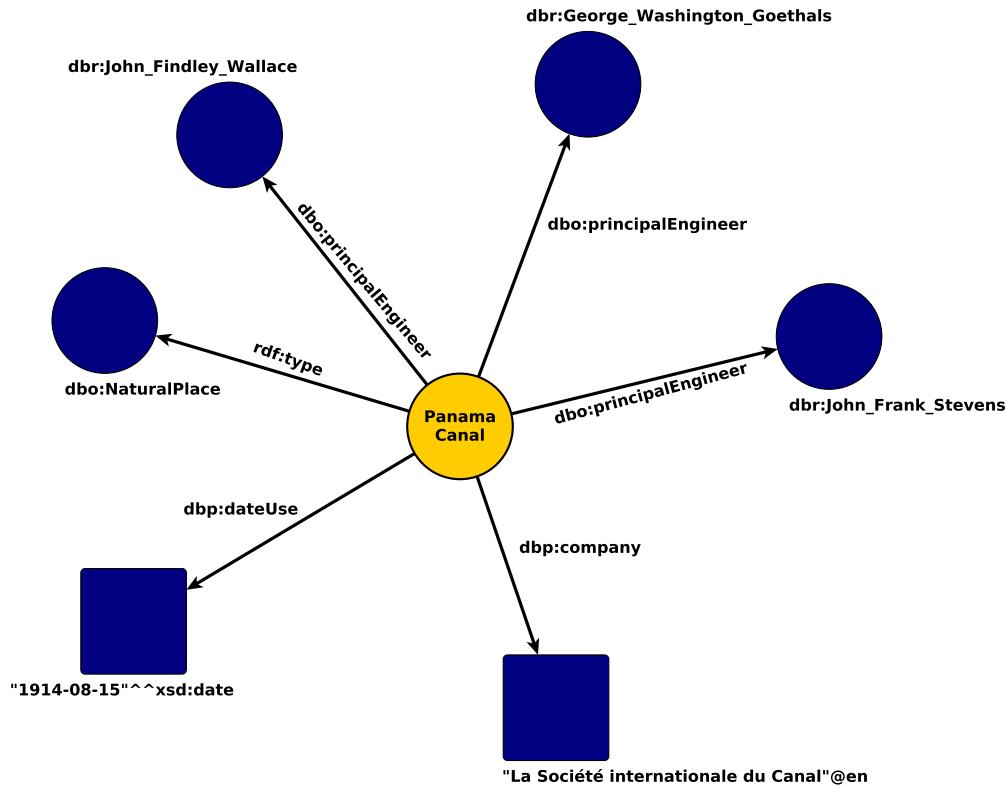 dbr:George_Washington_Goethals
dbr:John_Findley_Wallace
dbo:principalEngineer
dbo:principalEngineer
rdf:type
dbo:NaturalPlace
dbo:principalEngineer
dbr:John_Frank_Stevens
Panama
Canal
dbp:dateUse
dbp:company
"1914-08-15"^^xsd:date
"La Société internationale du Canal"@en